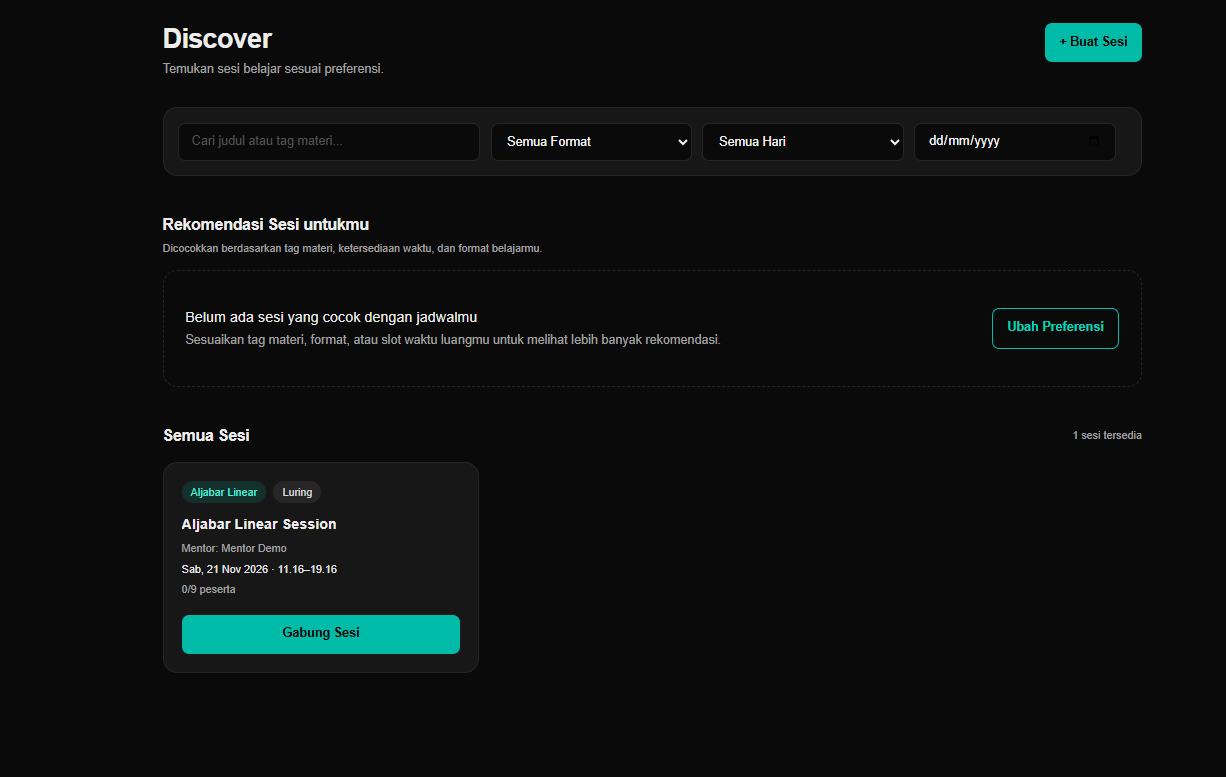 Discover
+ Buat Sesi
Temukan sesi belajar sesuai preferensi.
Cari judul atau tag materi...
Semua Format
Semua Hari
dd/mm/yyyy
Rekomendasi Sesi untukmu
Dicocokkan berdasarkan tag materi, ketersediaan waktu, dan format belajarmu.
Belum ada sesi yang cocok dengan jadwalmu
Sesuaikan tag materi, format, atau slot waktu luangmu untuk melihat lebih banyak rekomendasi.
Ubah Preferensi
Semua Sesi
1 sesi tersedia
Aljabar Linear
Luring
Aljabar Linear Session
Mentor: Mentor Demo
Sab, 21 Nov 2026 · 11.16–19.16
0/9 peserta
Gabung Sesi